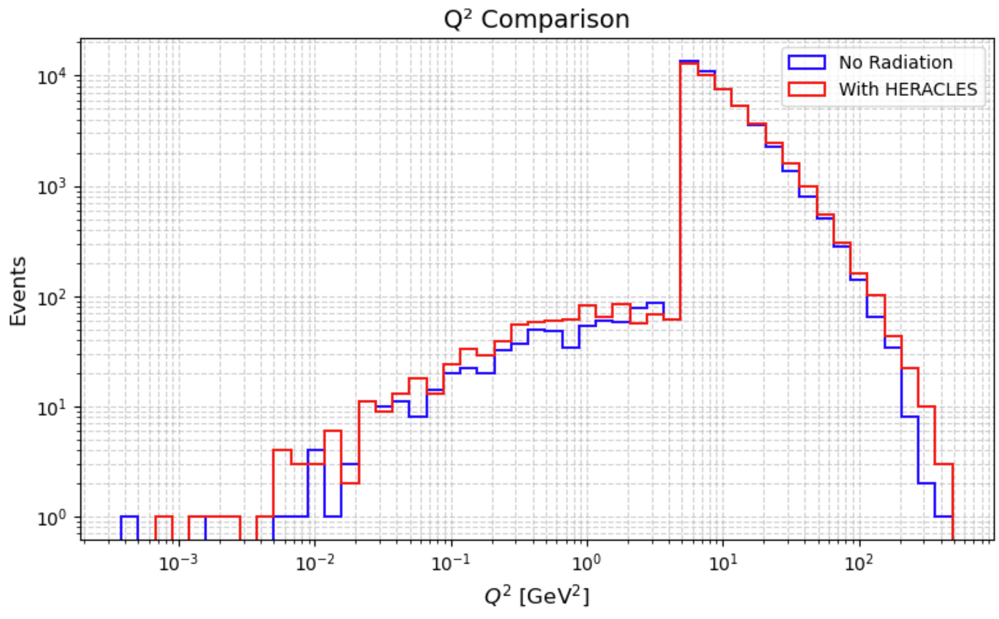 Q² Comparison
No Radiation
With HERACLES
Events
10⁴
10³
10²
10¹
10⁰
10⁻³
10⁻²
10⁻¹
10⁰
10¹
10²
Q² [GeV²]